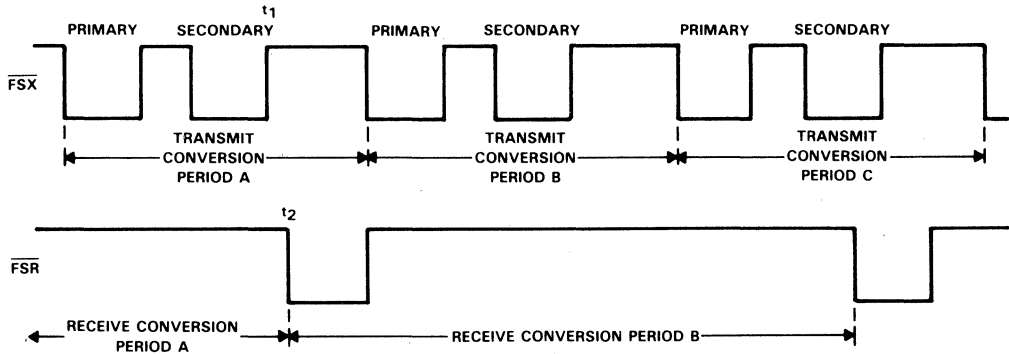 t1
PRIMARY SECONDARY PRIMARY SECONDARY PRIMARY SECONDARY
FSX
TRANSMIT
CONVERSION
PERIOD A
TRANSMIT
CONVERSION
PERIOD B
TRANSMIT
CONVERSION
PERIOD C
t2
FSR
RECEIVE CONVERSION
PERIOD A
RECEIVE CONVERSION PERIOD B